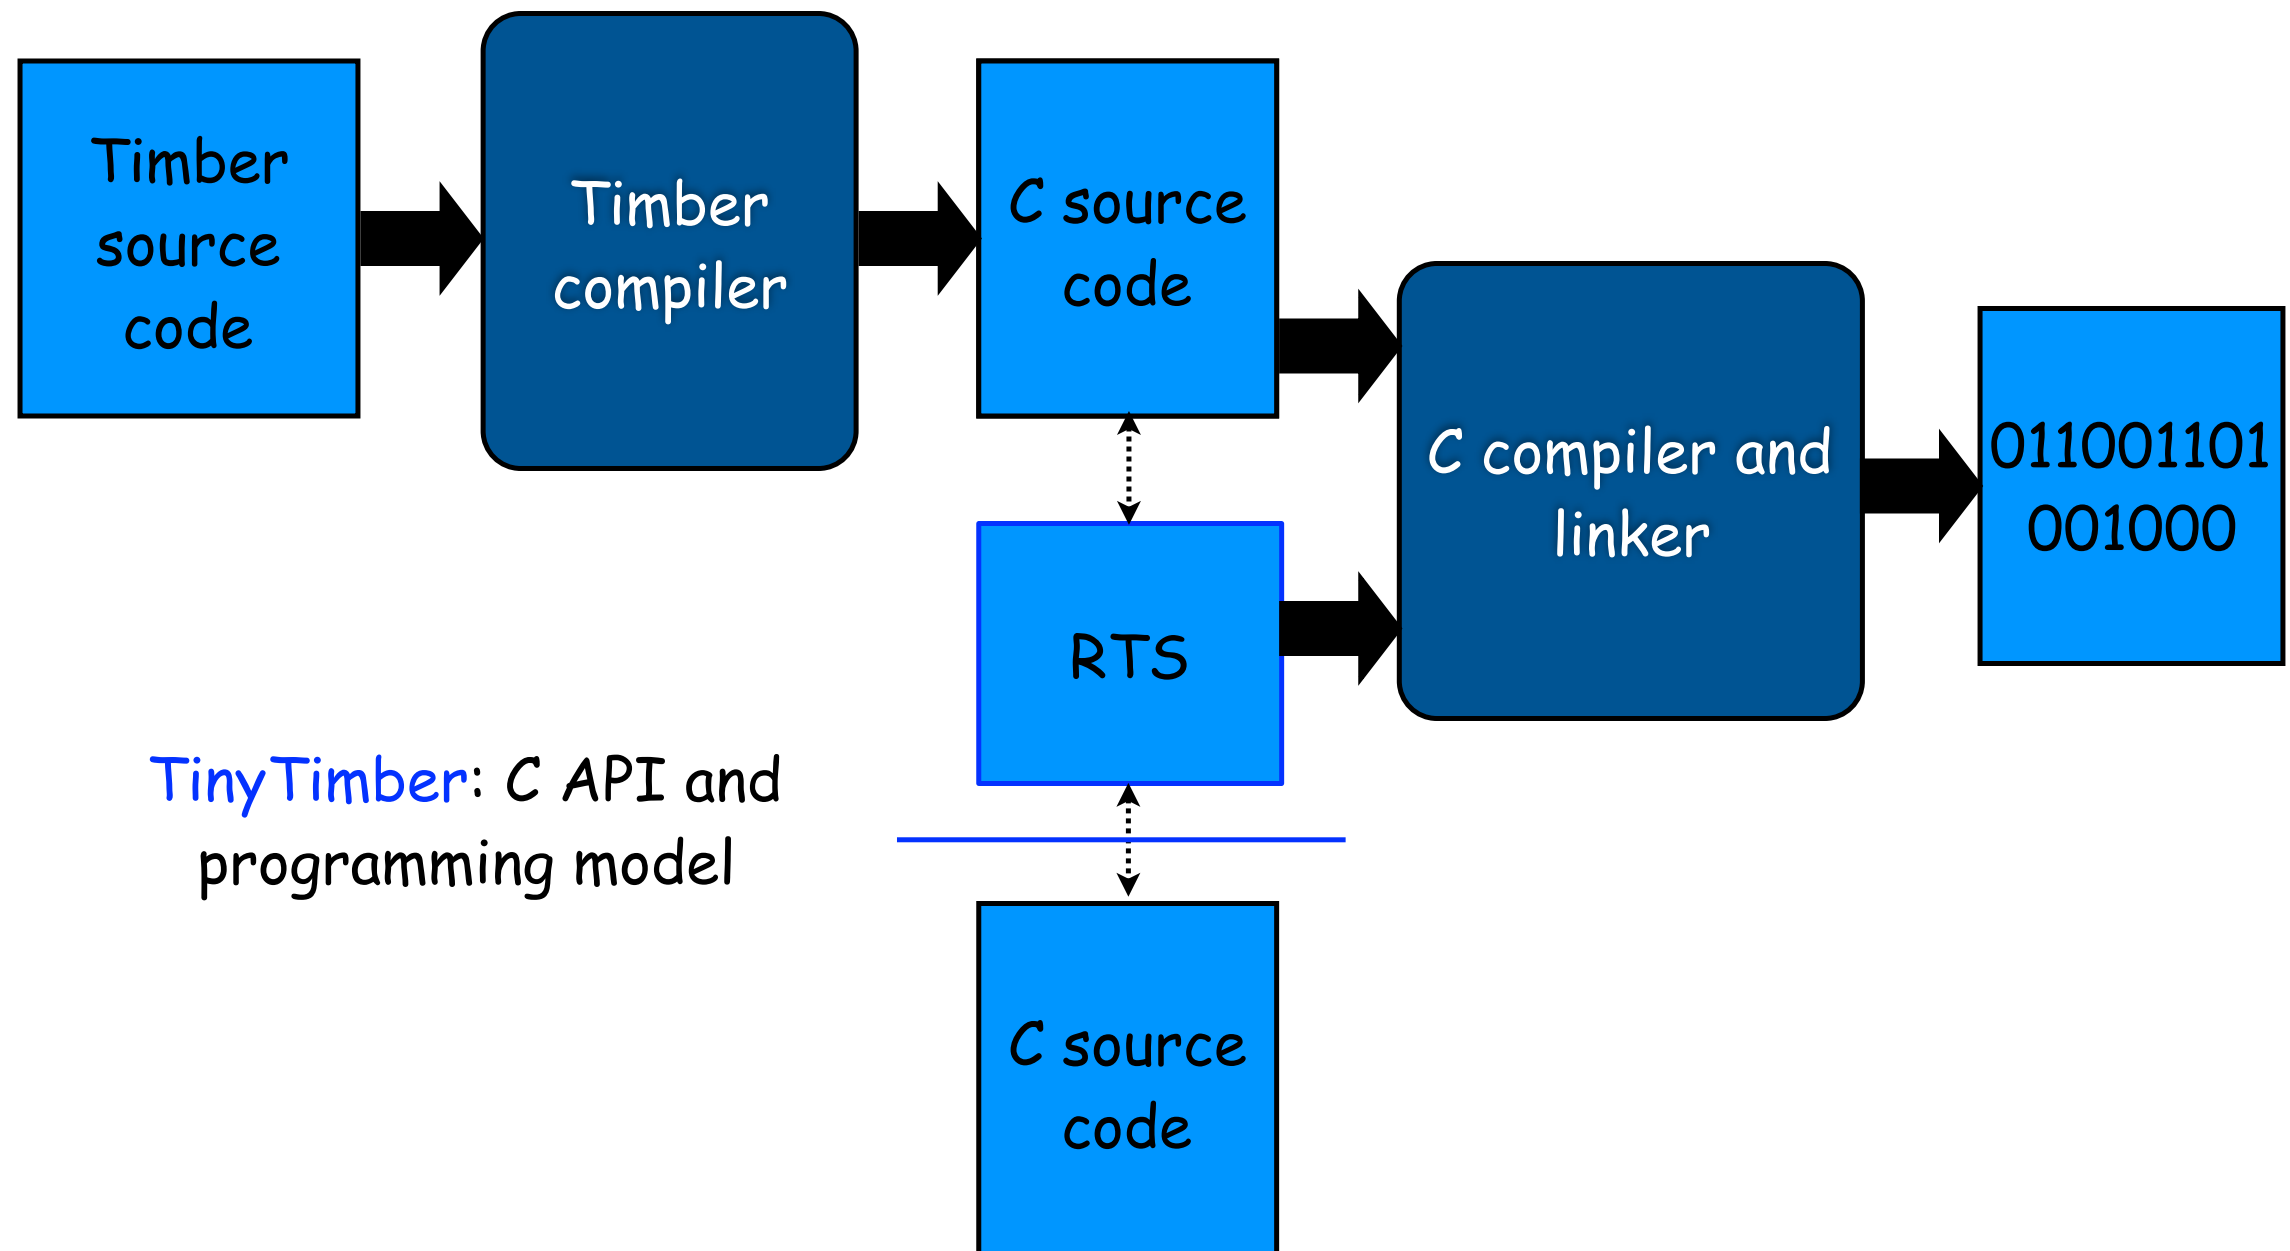 Timber
source
code
Timber
compiler
C source
code
C compiler and
linker
011001101
001000
RTS
TinyTimber: C API and
programming model
C source
code